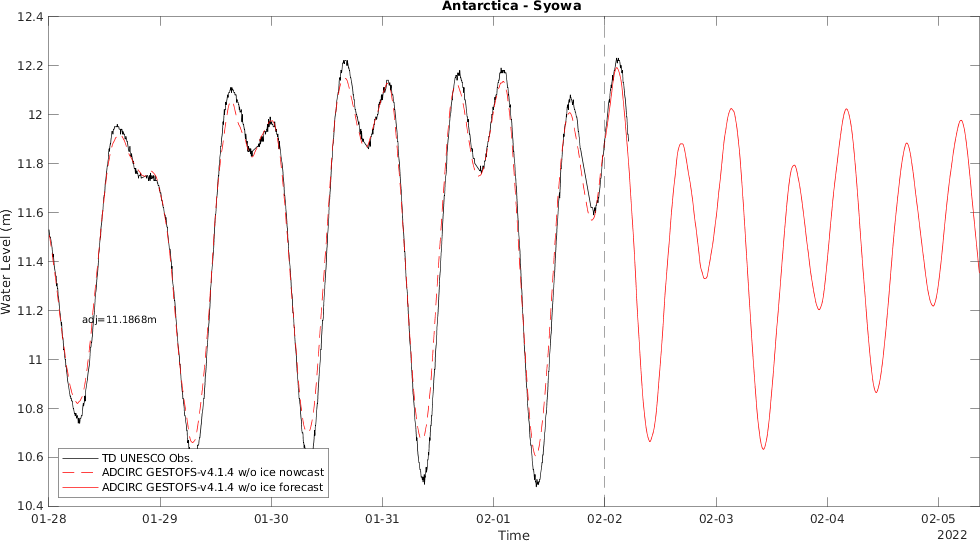 Antarctica - Syowa
12.4
12.2
12
11.8
11.6
11.4
11.2
11
10.8
10.6
10.4
Water Level (m)
adj=11.1868m
TD UNESCO Obs.
ADCIRC GESTOFS-v4.1.4 w/o ice nowcast
ADCIRC GESTOFS-v4.1.4 w/o ice forecast
01-28 01-29 01-30 01-31 02-01 02-02 02-03 02-04 02-05
Time 2022